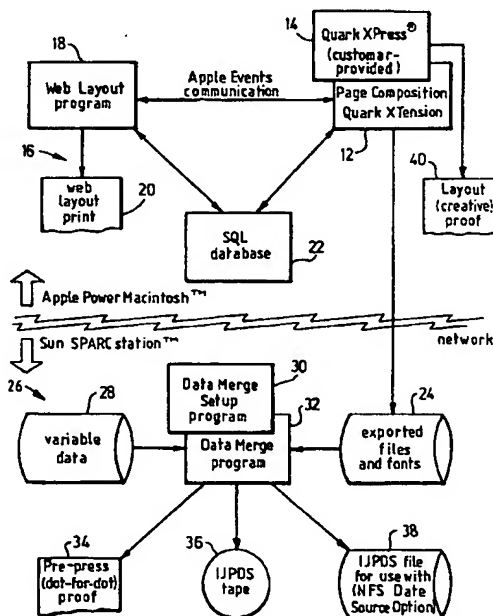 14
Quark XPress®
(customar-
provided)
18
Web Layout
program
Apple Events
communication
Page Composition
Quark XTension
12
40
Layout
(creative)
proof
16
20
web
layout
print
SQL
database
22
Apple Power Macintosh™
network
Sun SPARC station™
26
28
variable
data
30
Data Merge
Setup
program
32
Data Merge
program
24
exported
files
and fonts
34
Pre-press
(dot-for-dot)
proof
36
IJPDS
tape
38
IJPDS file
for use with
(NFS Date
Source Option)